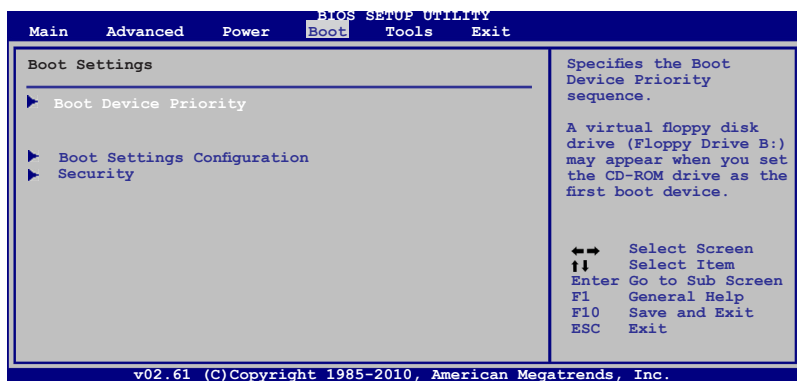 BIOS SETUP UTILITY
Main Advanced Power Boot Tools Exit
Boot Settings
Boot Device Priority
Boot Settings Configuration
Security
Specifies the Boot
Device Priority
sequence.
A virtual floppy disk
drive (Floppy Drive B:)
may appear when you set
the CD-ROM drive as the
first boot device.
←→ Select Screen
↑↓ Select Item
Enter Go to Sub Screen
F1 General Help
F10 Save and Exit
ESC Exit
v02.61 (C)Copyright 1985-2010, American Megatrends, Inc.